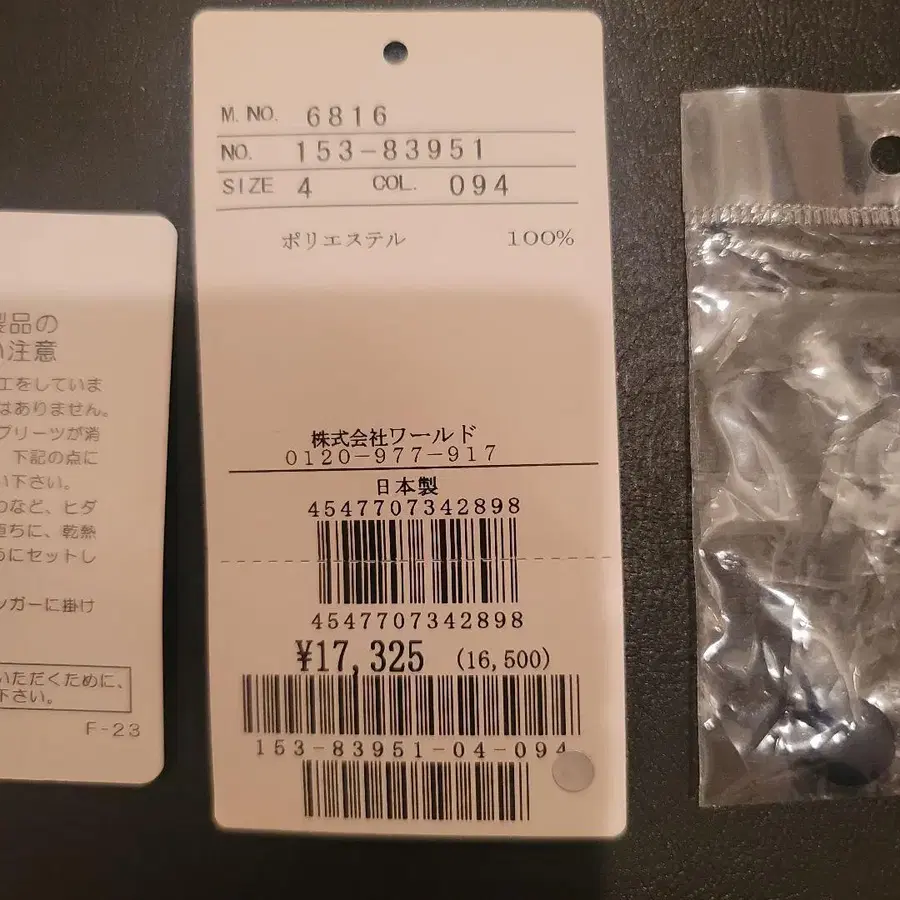 M. NO. 6816
NO. 153-83951
SIZE 4 COL. 094
ポリエステル 100%
株式会社ワールド
0120-977-917
日本製
4547707342898
4547707342898
¥17,325 (16,500)
153-83951-04-094
製品の
い注意
工をしていま
はありません。
プリーツが消
下記の点に
い下さい。
のなど、ヒダ
直ちに、乾熱
うにセットし
ンガーに掛け
いただくために、
下さい。
F-23